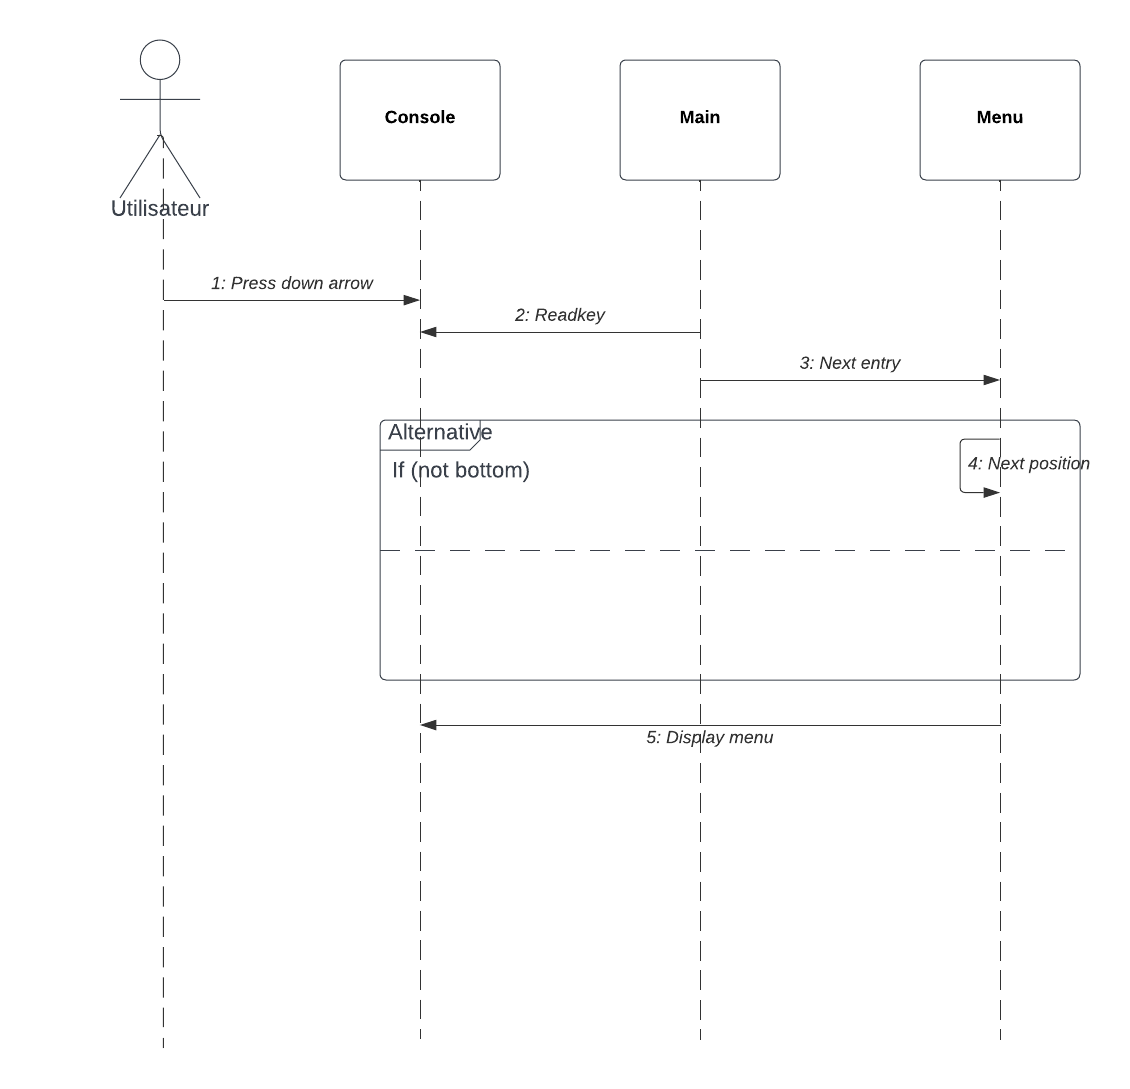 Utilisateur
Console
Main
Menu
1: Press down arrow
2: Readkey
3: Next entry
Alternative
If (not bottom)
4: Next position
5: Display menu